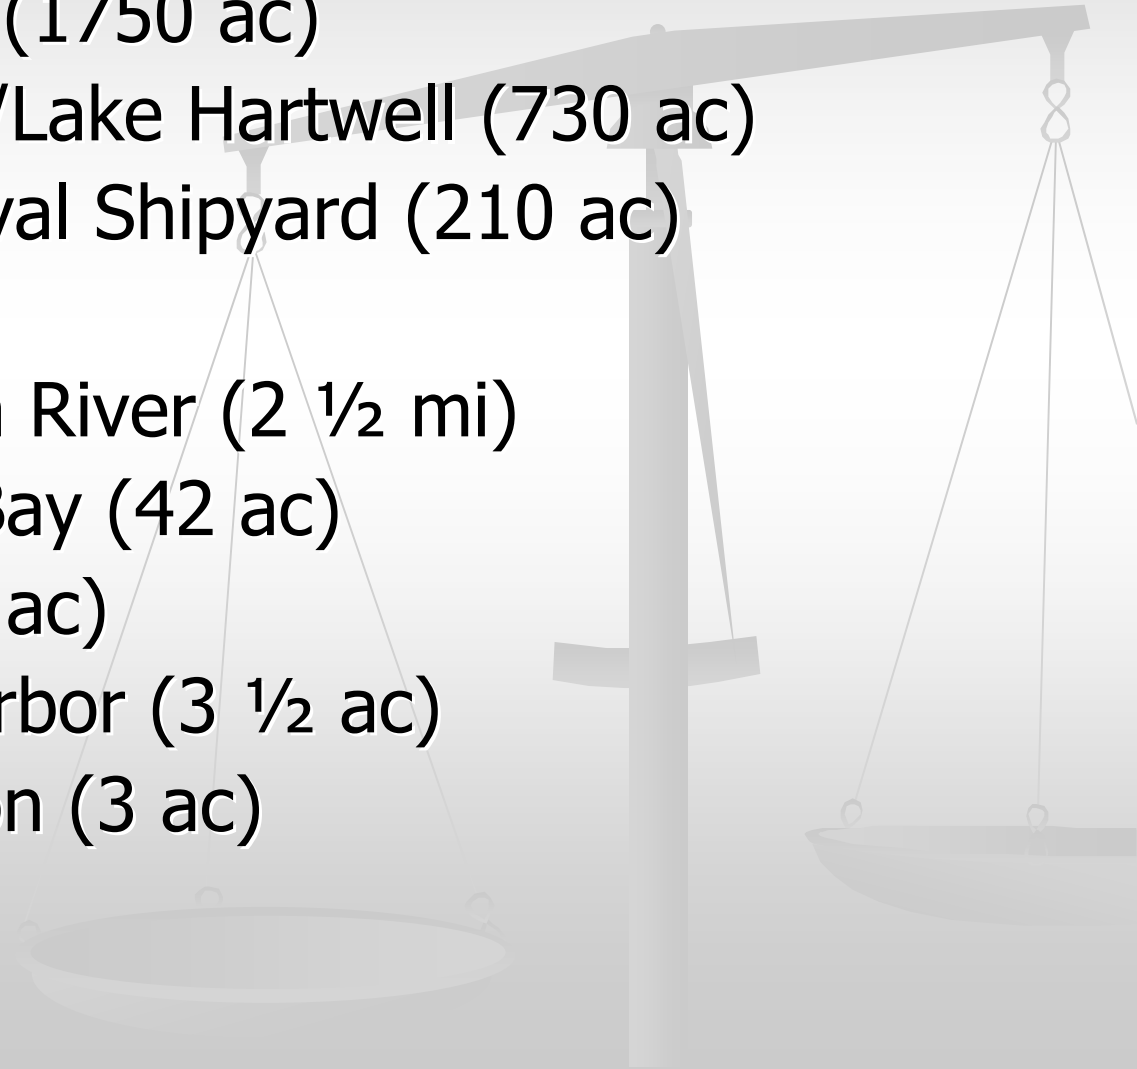 (1750 ac)
/Lake Hartwell (730 ac)
val Shipyard (210 ac)
River (2 ½ mi)
Bay (42 ac)
ac)
rbor (3 ½ ac)
on (3 ac)